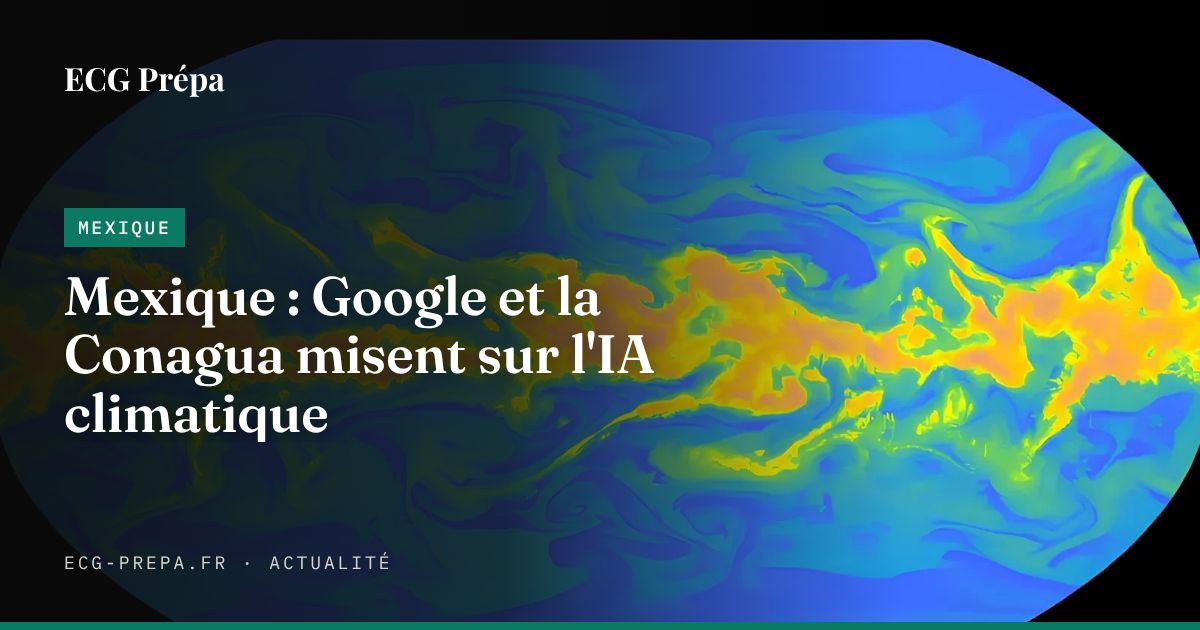 ECG Prépa
MEXIQUE
Mexique : Google et la
Conagua misent sur l'IA
climatique
ECG-PREPA.FR · ACTUALITÉ